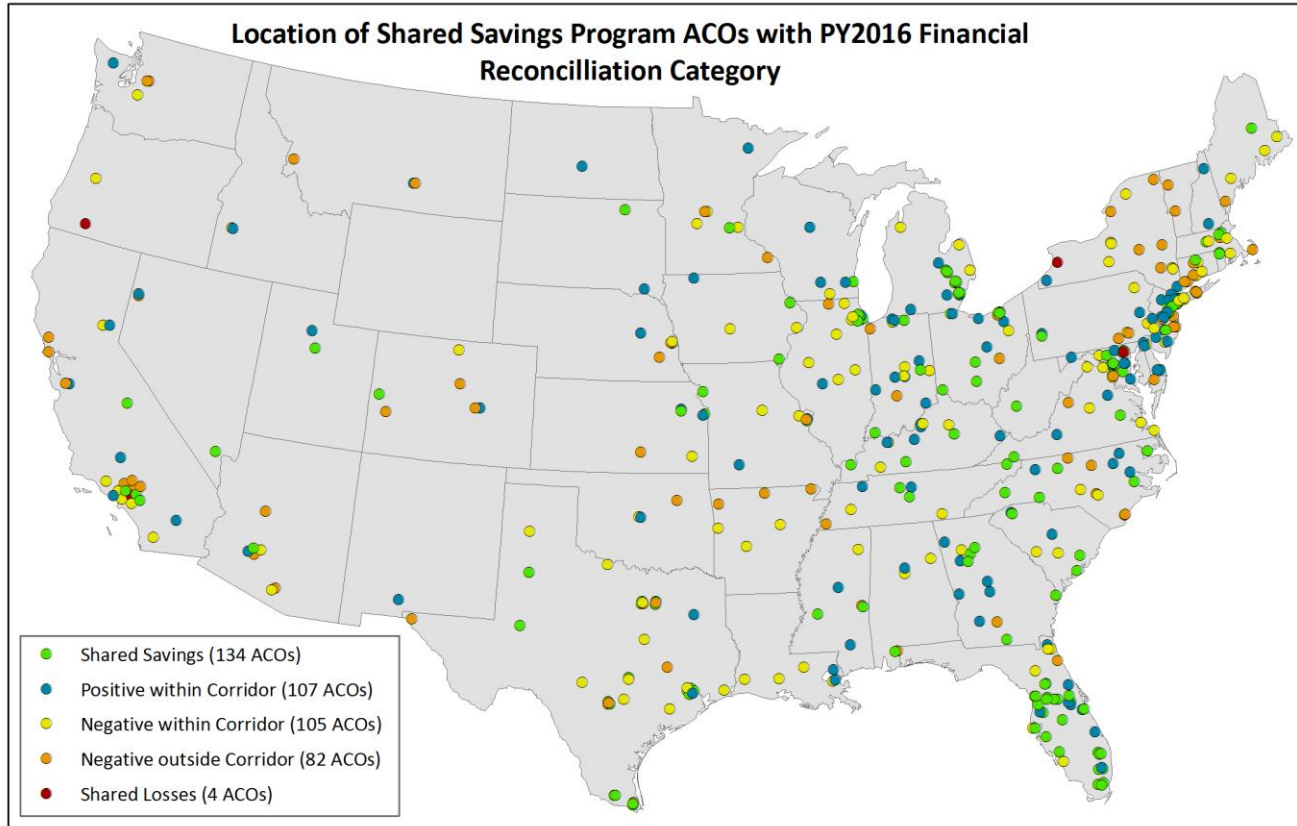 Location of Shared Savings Program ACOs with PY2016 Financial
Reconcilliation Category
Shared Savings (134 ACOs)
Positive within Corridor (107 ACOs)
Negative within Corridor (105 ACOs)
Negative outside Corridor (82 ACOs)
Shared Losses (4 ACOs)